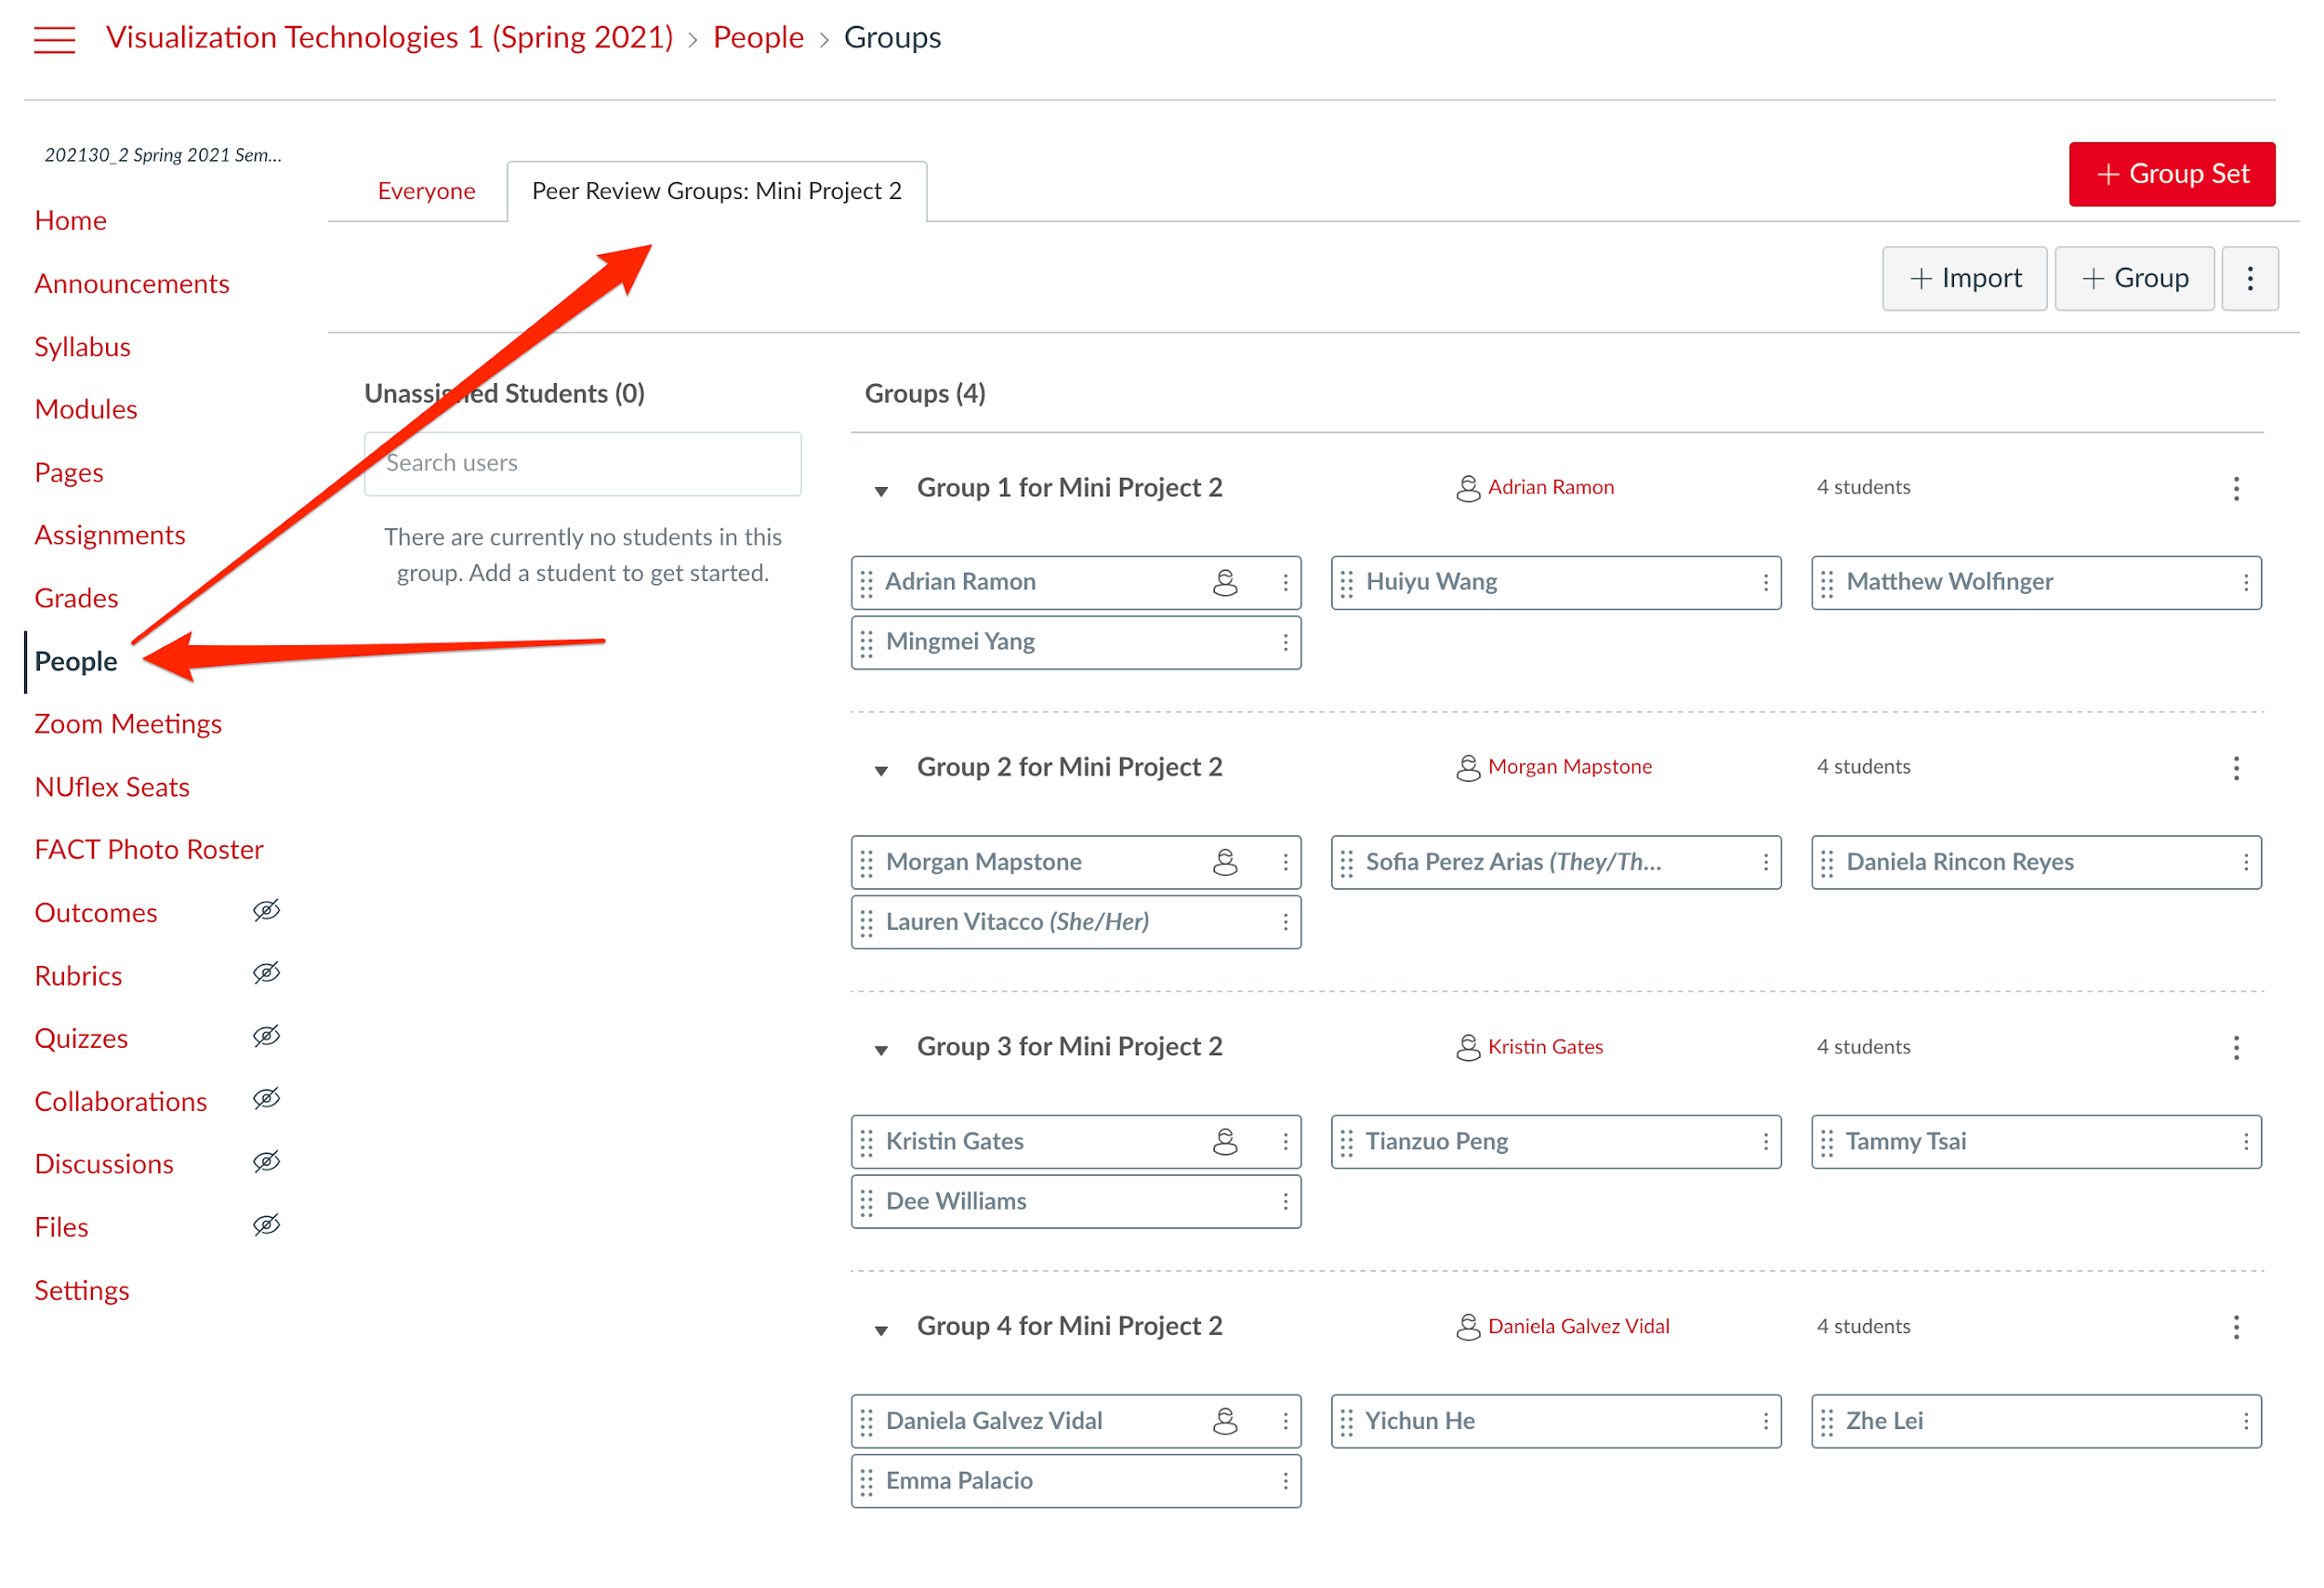 Visualization Technologies 1 (Spring 2021) > People > Groups
202130_2 Spring 2021 Sem...
Home
Announcements
Syllabus
Modules
Pages
Assignments
Grades
People
Zoom Meetings
NUflex Seats
FACT Photo Roster
Outcomes
Rubrics
Quizzes
Collaborations
Discussions
Files
Settings
Everyone
Peer Review Groups: Mini Project 2
+ Group Set
+ Import
+ Group
Unassigned Students (0)
Search users
There are currently no students in this
group. Add a student to get started.
Groups (4)
Group 1 for Mini Project 2
Adrian Ramon
4 students
Adrian Ramon
Huiyu Wang
Matthew Wolfinger
Mingmei Yang
Group 2 for Mini Project 2
Morgan Mapstone
4 students
Morgan Mapstone
Sofia Perez Arias (They/Th...
Daniela Rincon Reyes
Lauren Vitacco (She/Her)
Group 3 for Mini Project 2
Kristin Gates
4 students
Kristin Gates
Tianzuo Peng
Tammy Tsai
Dee Williams
Group 4 for Mini Project 2
Daniela Galvez Vidal
4 students
Daniela Galvez Vidal
Yichun He
Zhe Lei
Emma Palacio